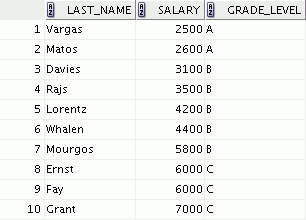 LAST_NAME SALARY GRADE_LEVEL
1 Vargas 2500 A
2 Matos 2600 A
3 Davies 3100 B
4 Rajs 3500 B
5 Lorentz 4200 B
6 Whalen 4400 B
7 Mourgos 5800 B
8 Ernst 6000 C
9 Fay 6000 C
10 Grant 7000 C